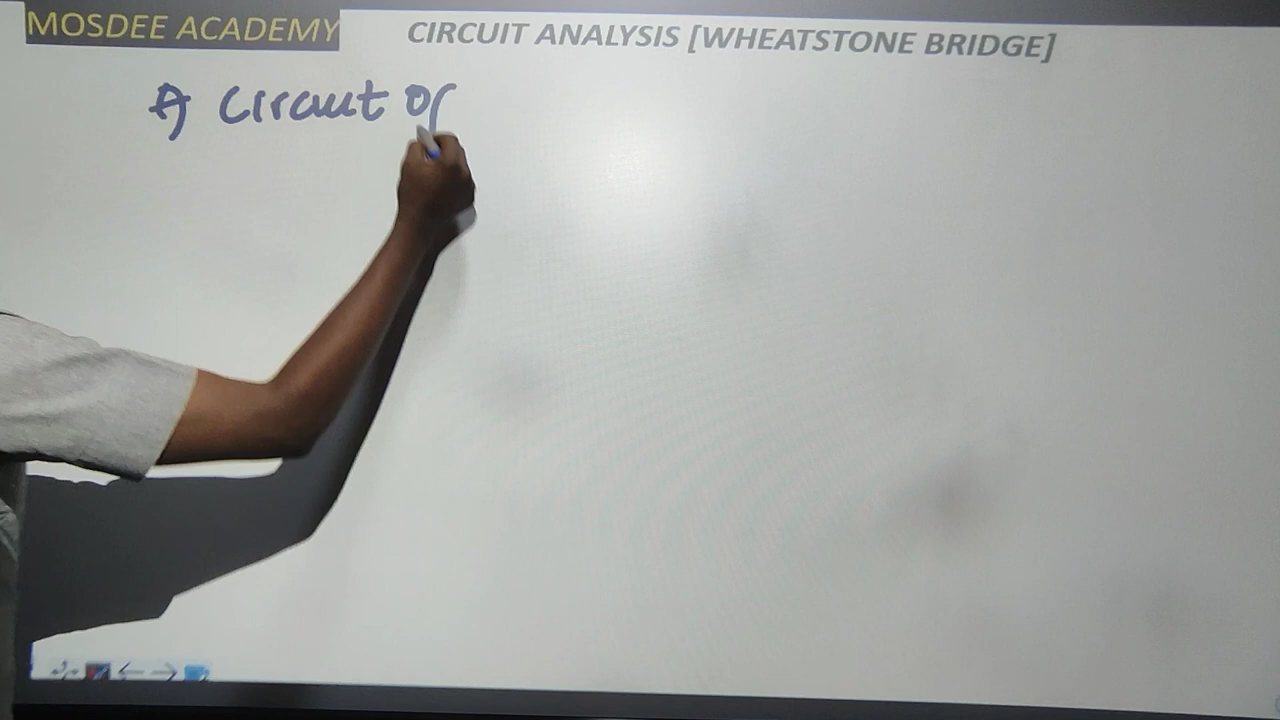 MOSDEE ACADEMY
CIRCUIT ANALYSIS [WHEATSTONE BRIDGE]
A circuit of